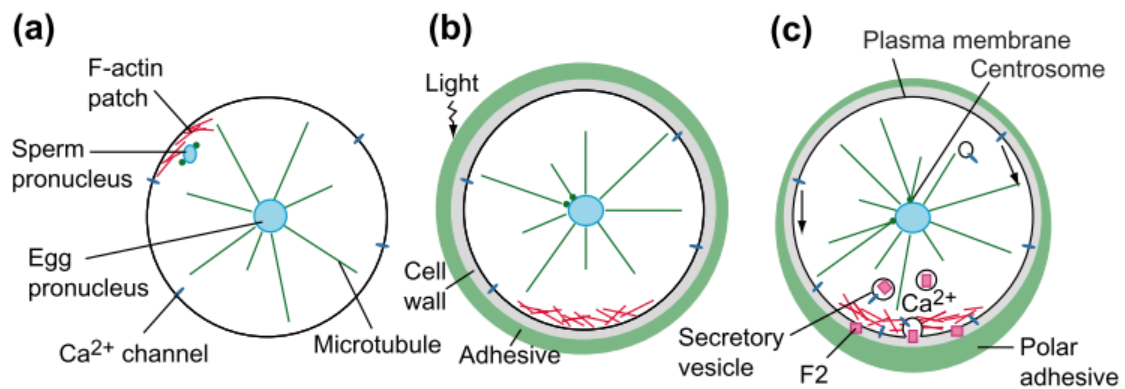 (a)
F-actin
patch
Sperm
pronucleus
Egg
pronucleus
Ca2+ channel
Microtubule
(b)
Light
Cell
wall
Adhesive
(c)
Plasma membrane
Centrosome
Ca2+
Secretory
vesicle
F2
Polar
adhesive